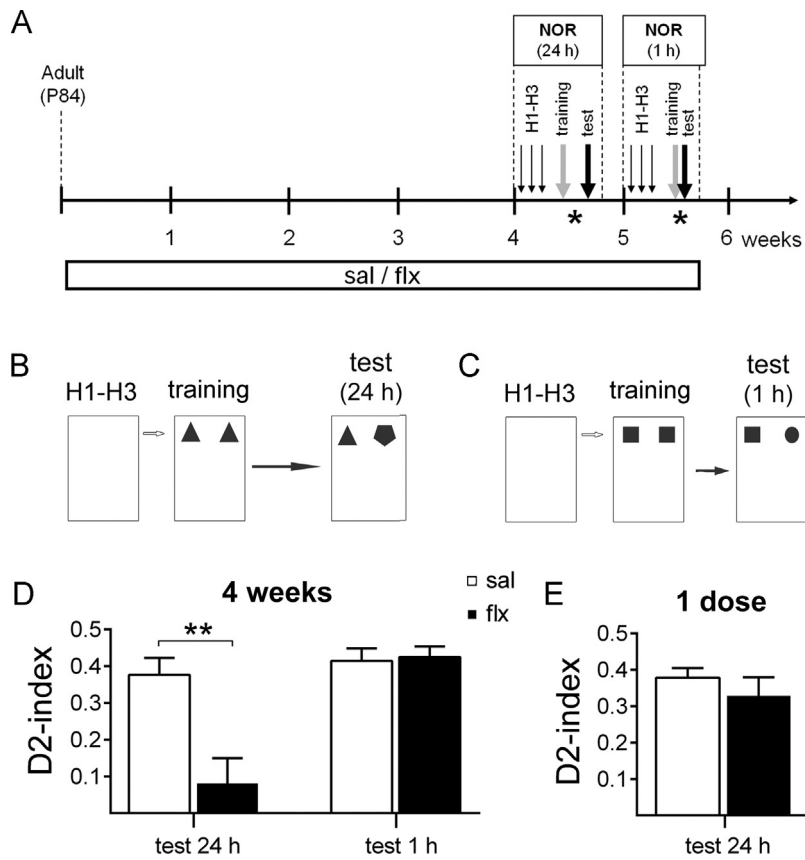 A
NOR
(24 h)
NOR
(1 h)
Adult
(P84)
H1-H3
training
test
H1-H3
training
test
*
*
1
2
3
4
5
6
weeks
sal / flx
B
H1-H3
training
test
(24 h)
C
H1-H3
training
test
(1 h)
D
4 weeks
sal
flx
D2-index
0.5
0.4
0.3
0.2
0.1
**
test 24 h
test 1 h
E
1 dose
D2-index
0.5
0.4
0.3
0.2
0.1
test 24 h